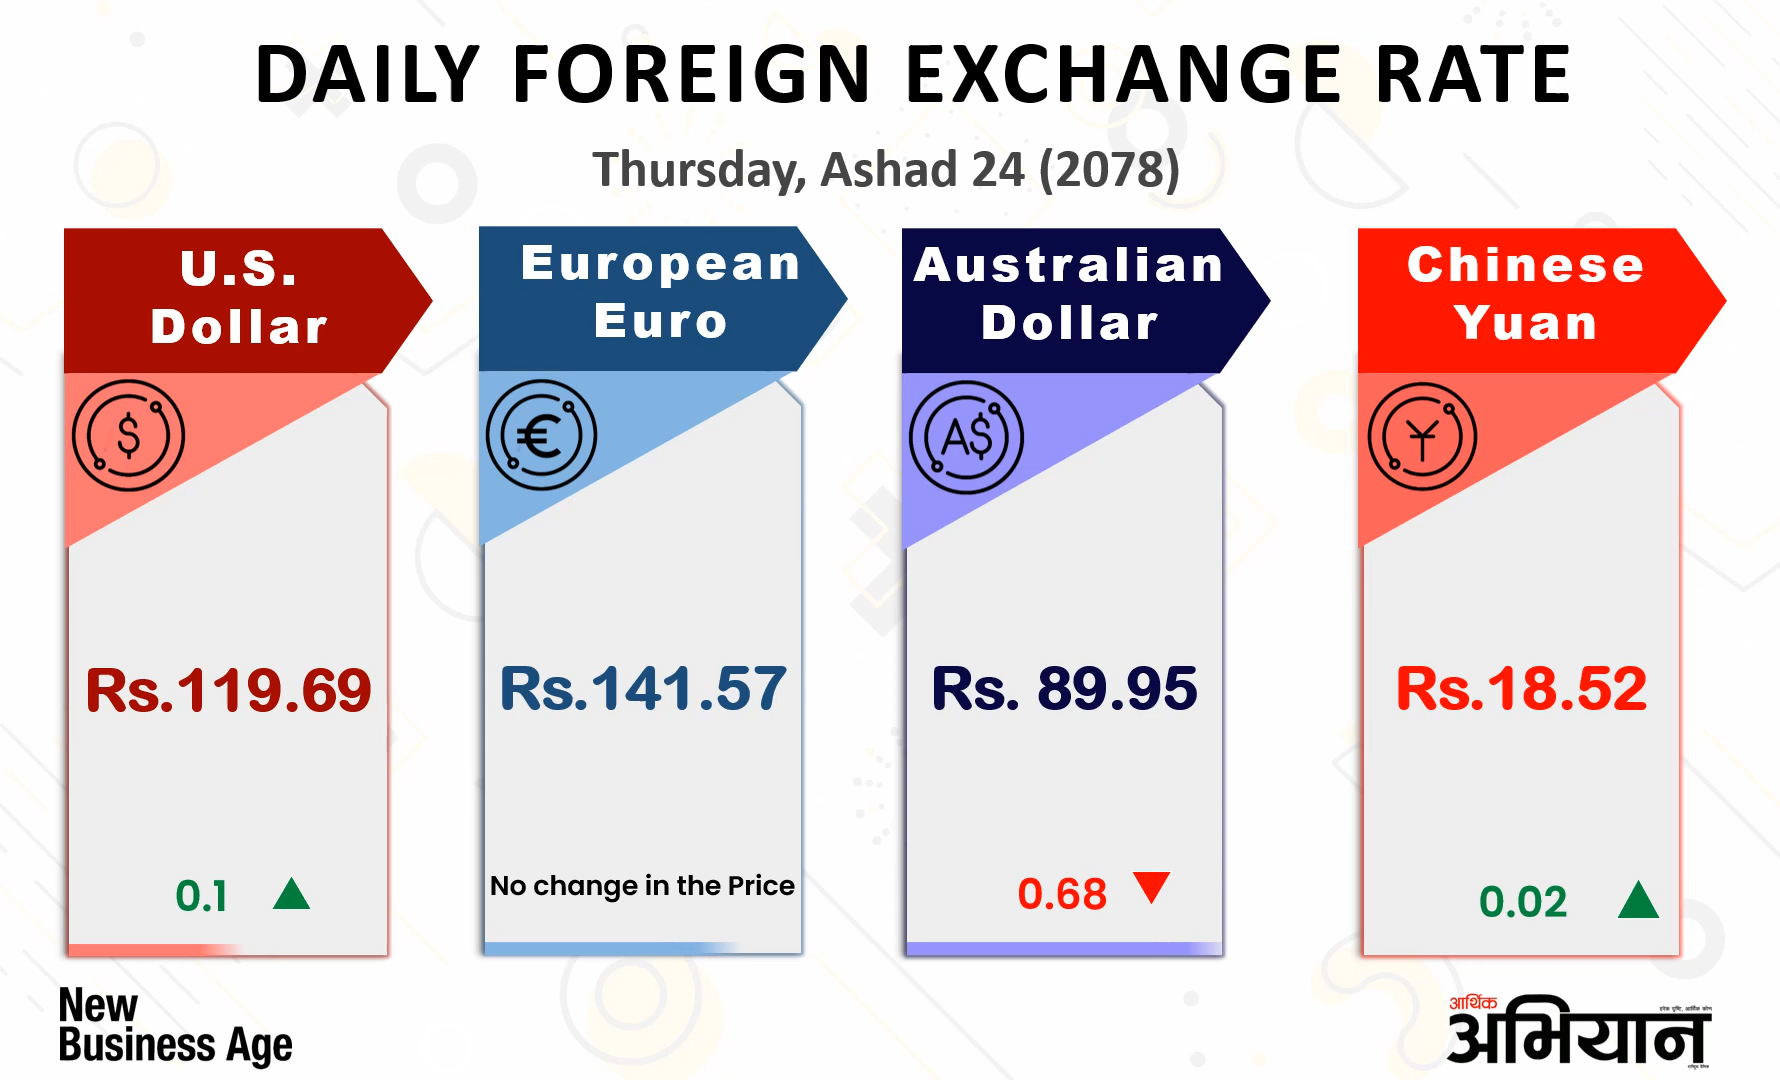 DAILY FOREIGN EXCHANGE RATE
Thursday, Ashad 24 (2078)
U.S.
Dollar
$
Rs.119.69
0.1
European
Euro
€
Rs.141.57
No change in the Price
Australian
Dollar
A$
Rs. 89.95
0.68
Chinese
Yuan
Rs.18.52
0.02
New
Business Age
आर्थिक
अभियान